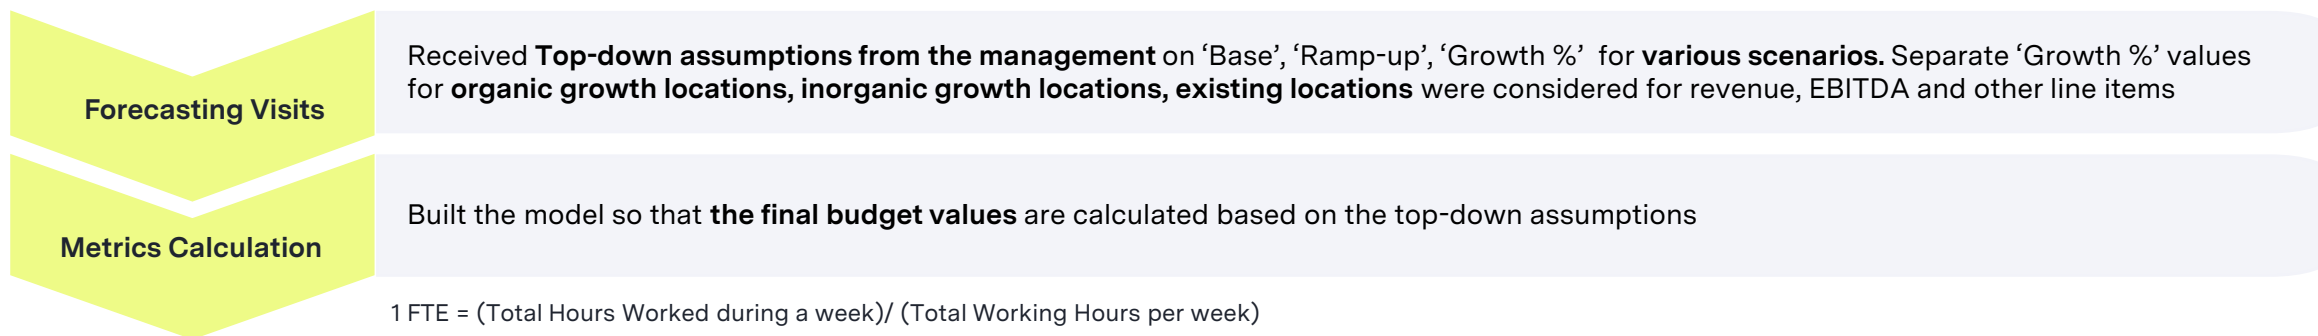 Forecasting Visits
Received Top-down assumptions from the management on ‘Base’, ‘Ramp-up’, ‘Growth %’ for various scenarios. Separate ‘Growth %’ values
for organic growth locations, inorganic growth locations, existing locations were considered for revenue, EBITDA and other line items
Metrics Calculation
Built the model so that the final budget values are calculated based on the top-down assumptions
1 FTE = (Total Hours Worked during a week)/ (Total Working Hours per week)